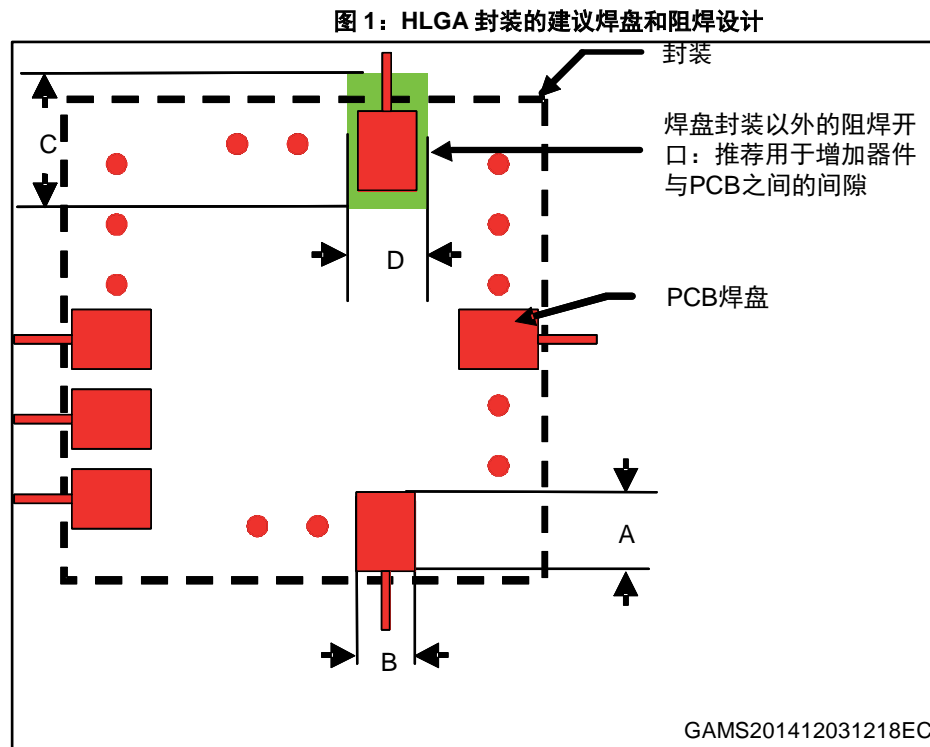 图 1：HLGA 封装的建议焊盘和阻焊设计
封装
焊盘封装以外的阻焊开
口：推荐用于增加器件
与PCB之间的间隙
C
D
PCB焊盘
A
B
GAMS201412031218EC